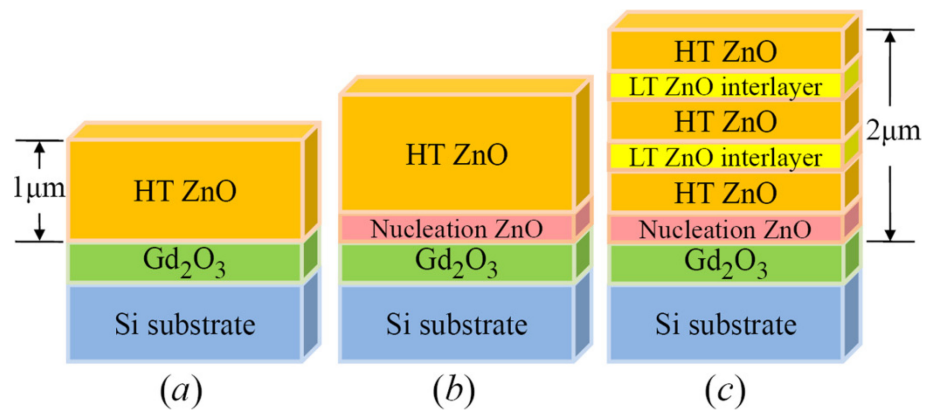 1μm
HT ZnO
Gd₂O₃
Si substrate
(a)
HT ZnO
Nucleation ZnO
Gd₂O₃
Si substrate
(b)
HT ZnO
LT ZnO interlayer
HT ZnO
LT ZnO interlayer
HT ZnO
Nucleation ZnO
Gd₂O₃
Si substrate
2μm
(c)